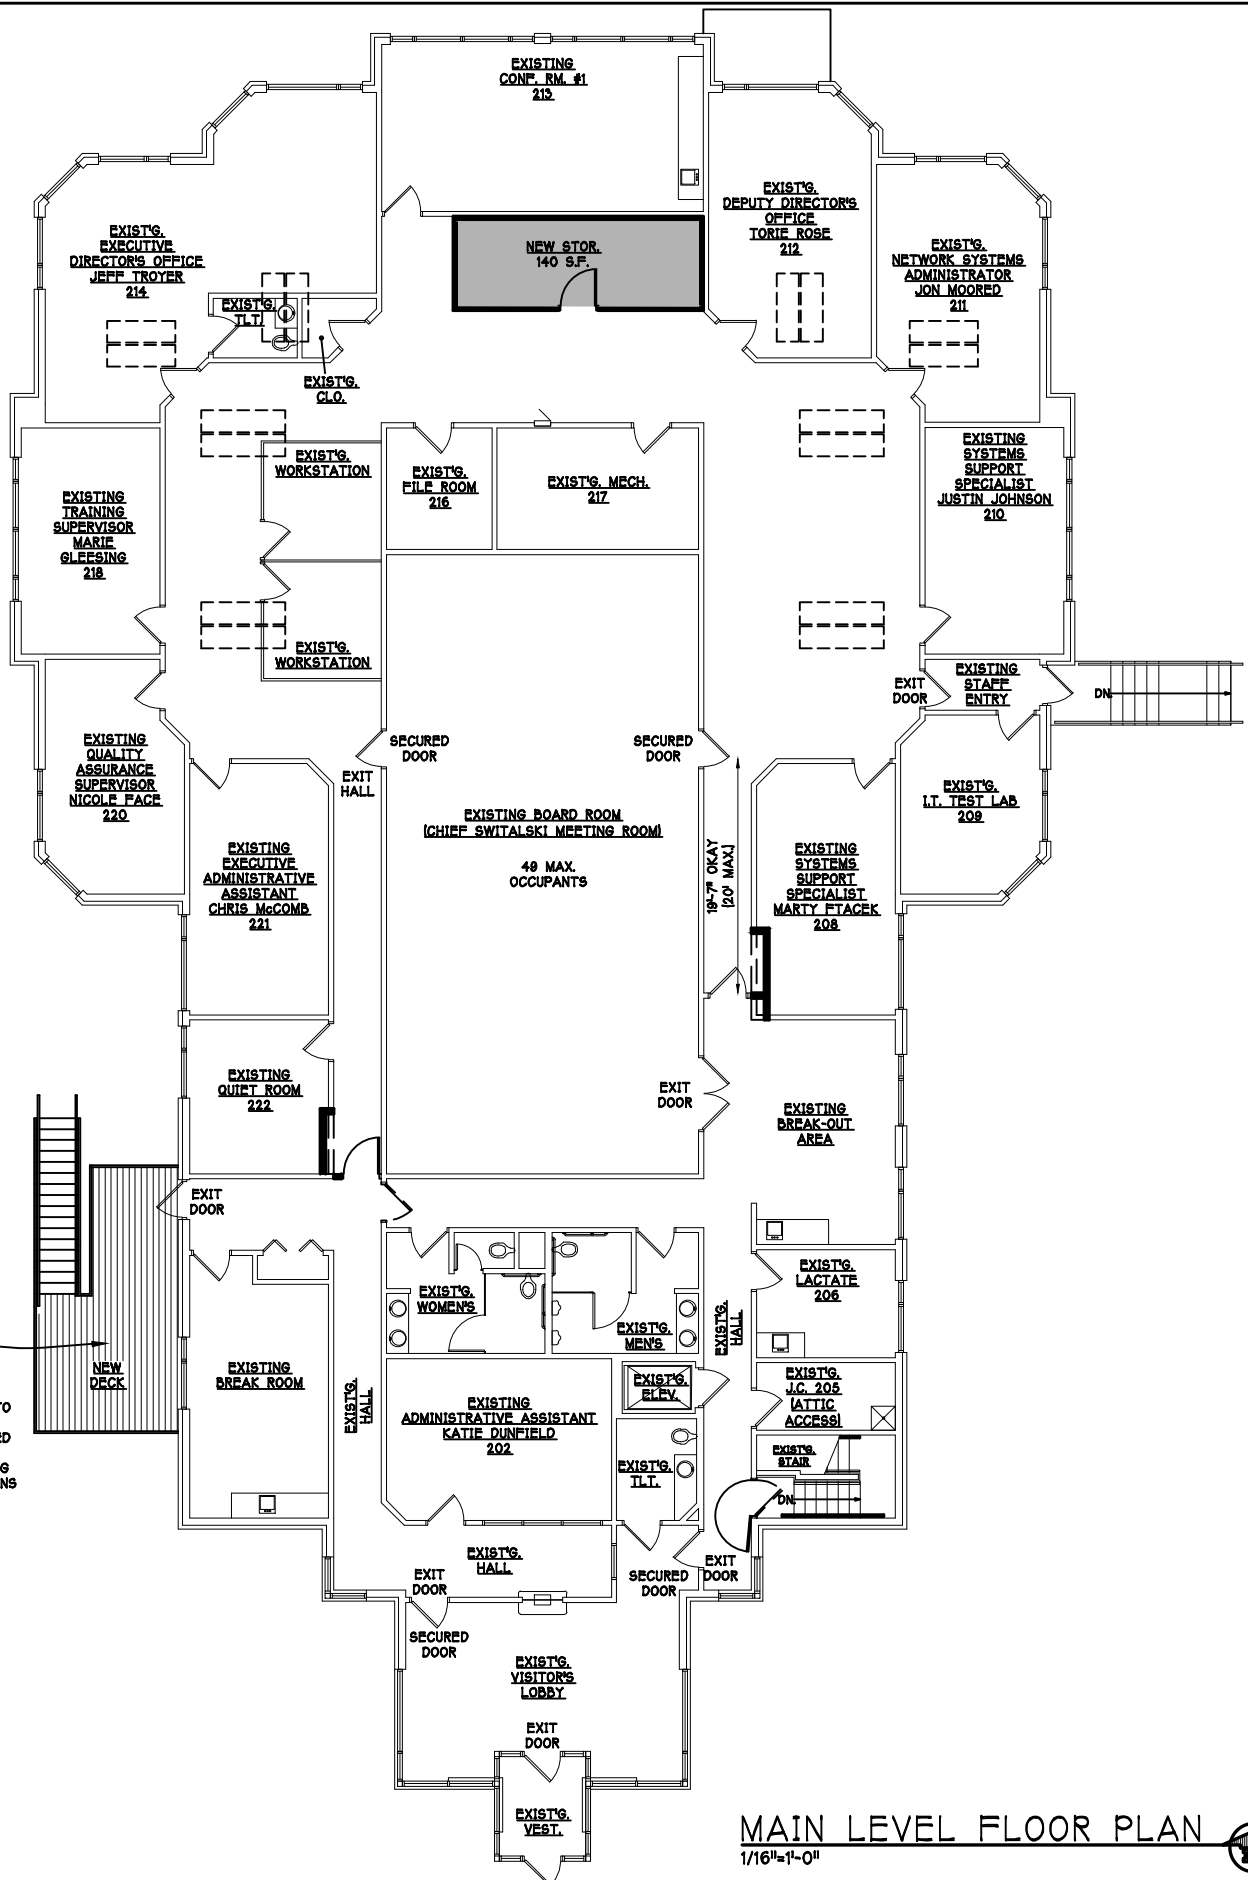 EXISTING
CONF. RM. #1
213
EXIST'G.
DEPUTY DIRECTOR'S
OFFICE
TORIE ROSE
212
EXIST'G.
EXECUTIVE
DIRECTOR'S OFFICE
JEFF TROYER
214
NEW STOR.
140 S.F.
EXIST'G.
NETWORK SYSTEMS
ADMINISTRATOR
JON MOORED
211
EXIST'G.
TLT.
EXIST'G.
CLO.
EXIST'G.
WORKSTATION
EXIST'G.
FILE ROOM
216
EXIST'G. MECH.
217
EXISTING
SYSTEMS
SUPPORT
SPECIALIST
JUSTIN JOHNSON
210
EXISTING
TRAINING
SUPERVISOR
MARIE
GLEESING
218
EXIST'G.
WORKSTATION
EXISTING
STAFF
ENTRY
EXIT
DOOR
DN.
EXISTING
QUALITY
ASSURANCE
SUPERVISOR
NICOLE FACE
220
SECURED
DOOR
SECURED
DOOR
EXIT
HALL
EXIST'G.
I.T. TEST LAB
209
EXISTING BOARD ROOM
(CHIEF SWITALSKI MEETING ROOM)
49 MAX.
OCCUPANTS
19'-7" OKAY
(20' MAX.)
EXISTING
EXECUTIVE
ADMINISTRATIVE
ASSISTANT
CHRIS McCOMB
221
EXISTING
SYSTEMS
SUPPORT
SPECIALIST
MARTY FTACEK
208
EXISTING
QUIET ROOM
222
EXIT
DOOR
EXISTING
BREAK-OUT
AREA
EXIT
DOOR
EXIST'G.
WOMEN'S
EXIST'G.
MEN'S
EXIST'G.
HALL
EXIST'G.
LACTATE
206
NEW
DECK
EXISTING
BREAK ROOM
EXIST'G.
HALL
EXISTING
ADMINISTRATIVE ASSISTANT
KATIE DUNFIELD
202
EXIST'G.
ELEV.
EXIST'G.
J.C. 205
(ATTIC
ACCESS)
TO
ED
G
NS
EXIST'G.
TLT.
EXIST'G.
STAIR
DN.
EXIST'G.
HALL
EXIT
DOOR
SECURED
DOOR
EXIT
DOOR
SECURED
DOOR
EXIST'G.
VISITOR'S
LOBBY
EXIT
DOOR
EXIST'G.
VEST.
MAIN LEVEL FLOOR PLAN
1/16"=1'-0"